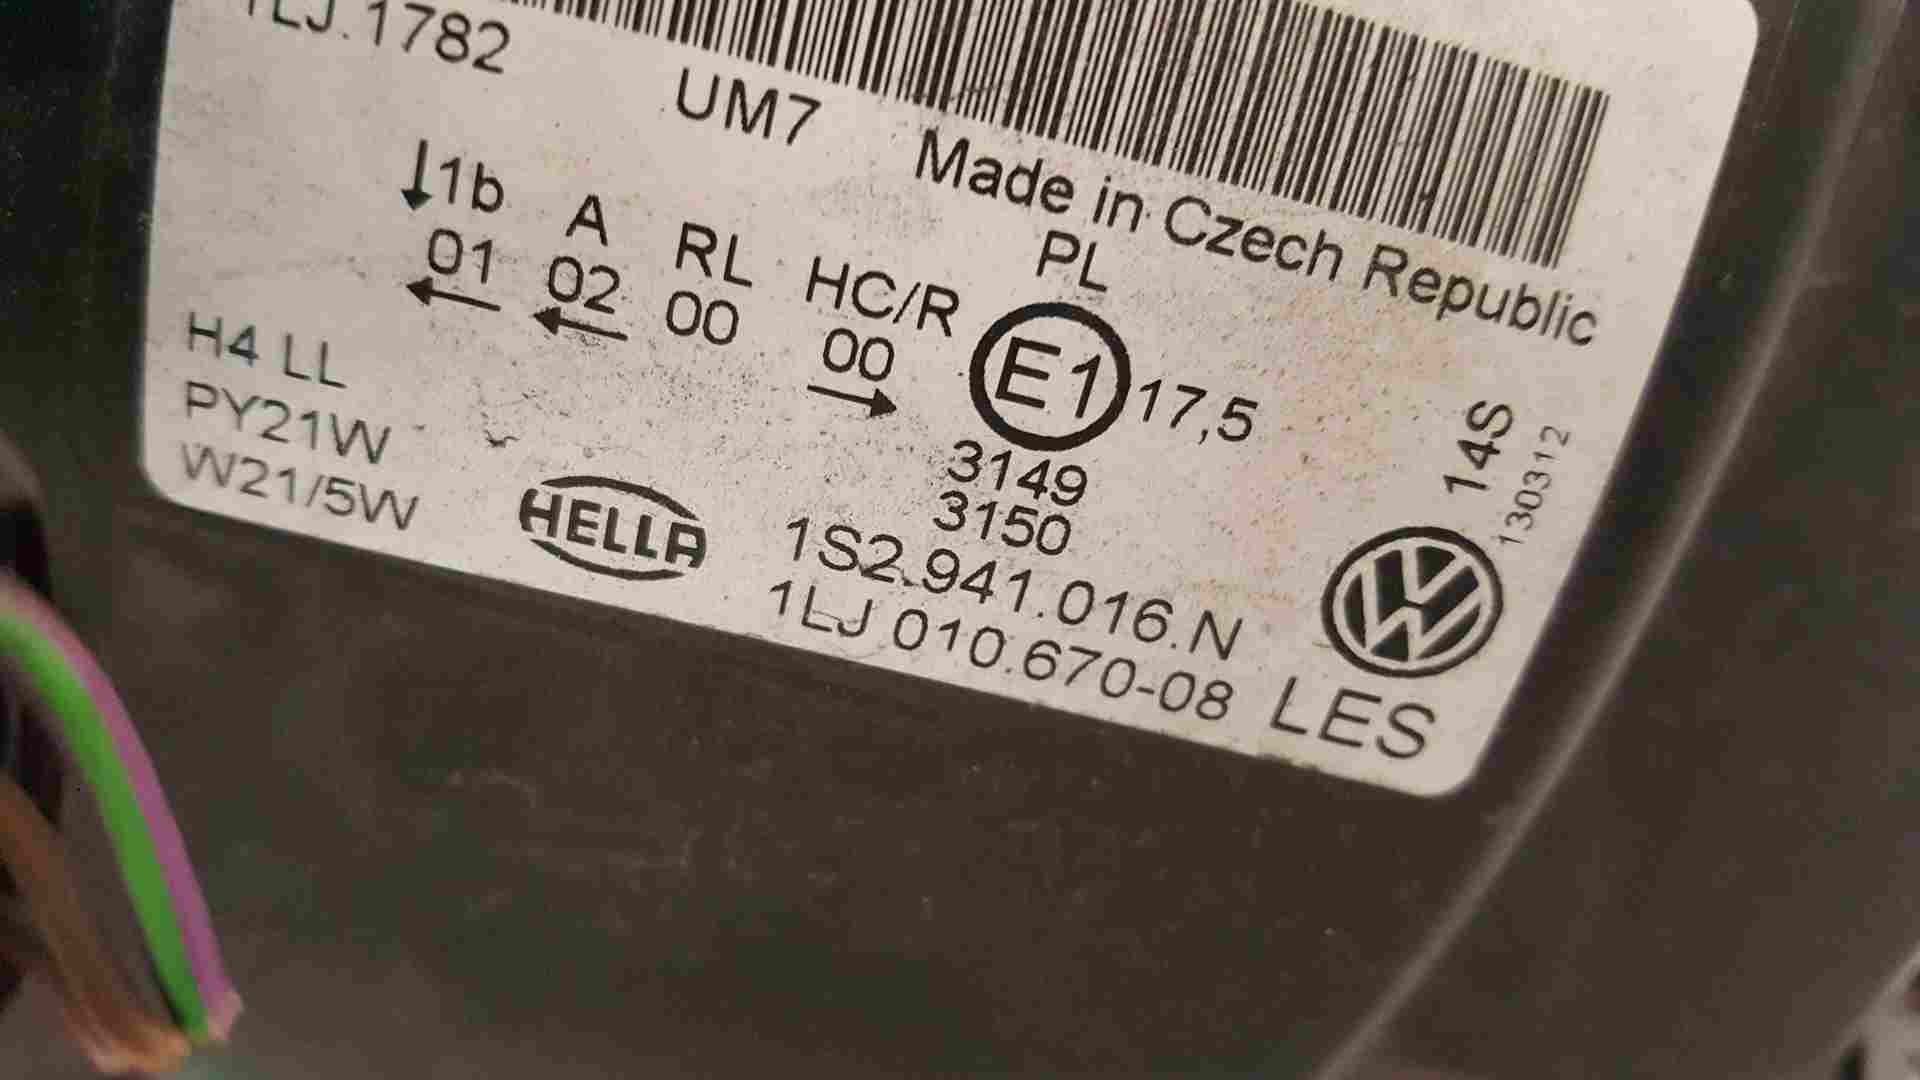 1LJ.1782
UM7
Made in Czech Republic
↓1b A RL HC/R PL
01 02 00 00 E1 17,5
← ← →
H4 LL
PY21W
W21/5W
3149
3150
HELLA
1S2.941.016.N
1LJ 010.670-08
LES
14S
130312
VW